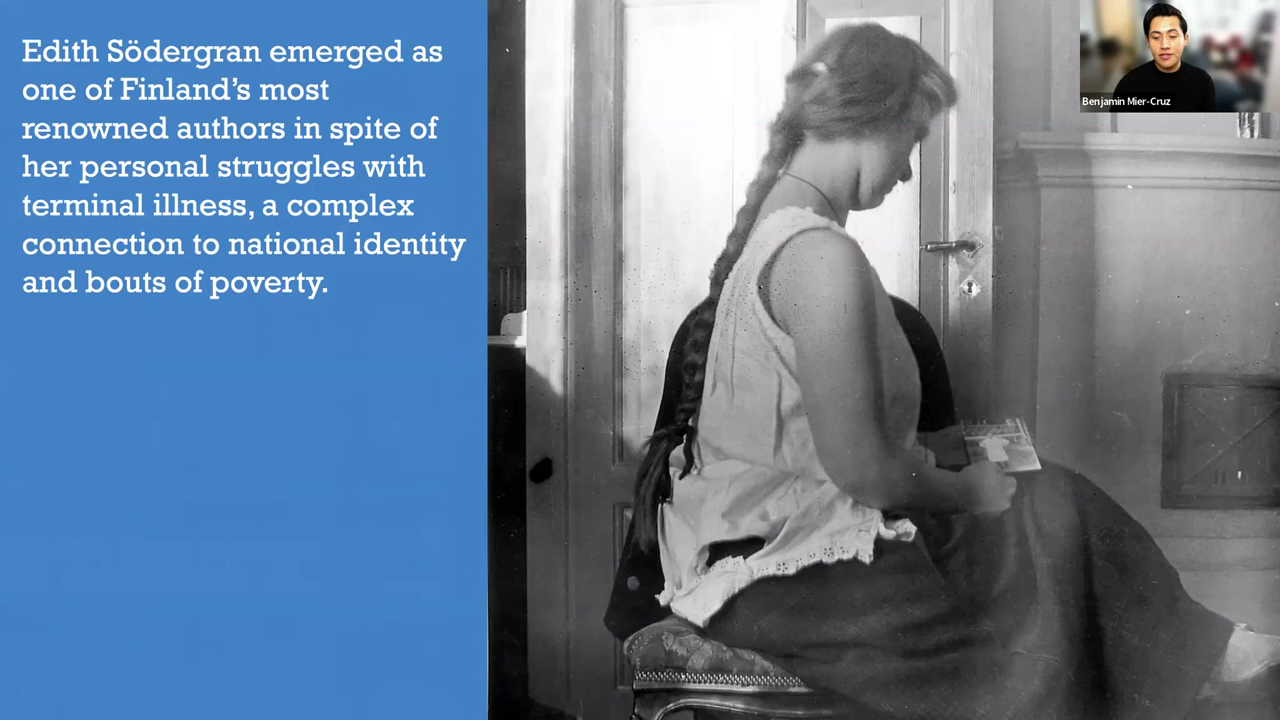 Edith Södergran emerged as
one of Finland’s most
renowned authors in spite of
her personal struggles with
terminal illness, a complex
connection to national identity
and bouts of poverty.
Benjamin Mier-Cruz